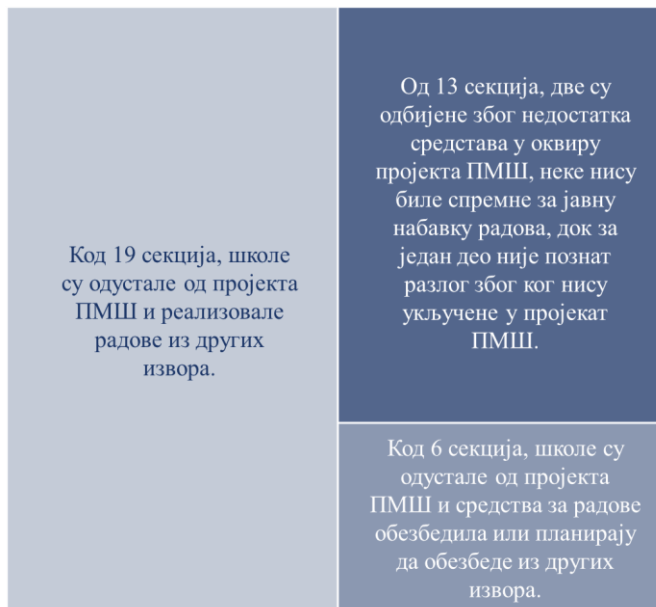 Код 19 секција, школе
су одустале од пројекта
ПМШ и реализовале
радове из других
извора.
Од 13 секција, две су
одбијене због недостатка
средстава у оквиру
пројекта ПМШ, неке нису
биле спремне за јавну
набавку радова, док за
један део није познат
разлог због ког нису
укључене у пројекат
ПМШ.
Код 6 секција, школе су
одустале од пројекта
ПМШ и средства за радове
обезбедила или планирају
да обезбеде из других
извора.